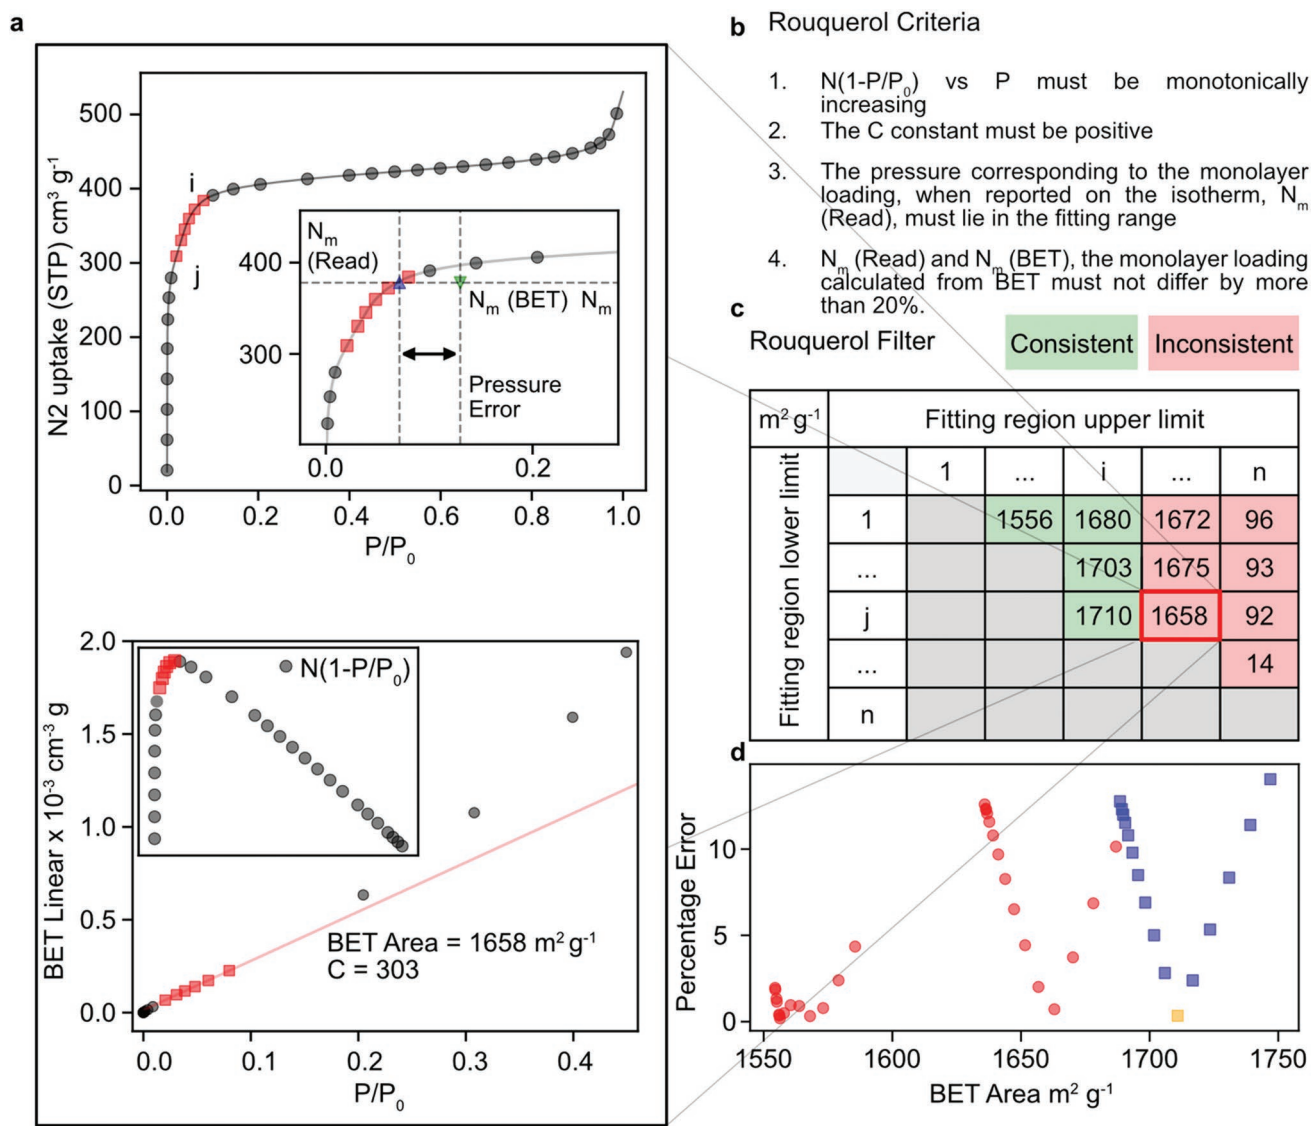 a
500
400
300
200
100
0
N2 uptake (STP) cm³ g⁻¹
i
j
N_m
(Read)
400
300
N_m (BET) N_m
Pressure
Error
0.0
0.2
0.0 0.2 0.4 0.6 0.8 1.0
P/P₀
2.0
1.5
1.0
0.5
0.0
BET Linear x 10⁻³ cm⁻³ g
N(1-P/P₀)
BET Area = 1658 m² g⁻¹
C = 303
0.0 0.1 0.2 0.3 0.4
P/P₀
b Rouquerol Criteria
1. N(1-P/P₀) vs P must be monotonically
increasing
2. The C constant must be positive
3. The pressure corresponding to the monolayer
loading, when reported on the isotherm, N_m
(Read), must lie in the fitting range
4. N_m (Read) and N_m (BET), the monolayer loading
calculated from BET must not differ by more
than 20%.
c
Rouquerol Filter Consistent Inconsistent
m² g⁻¹ Fitting region upper limit
Fitting region lower limit
1 ... i ... n
1 1556 1680 1672 96
... 1703 1675 93
j 1710 1658 92
... 14
n
d
10
5
0
Percentage Error
1550 1600 1650 1700 1750
BET Area m² g⁻¹